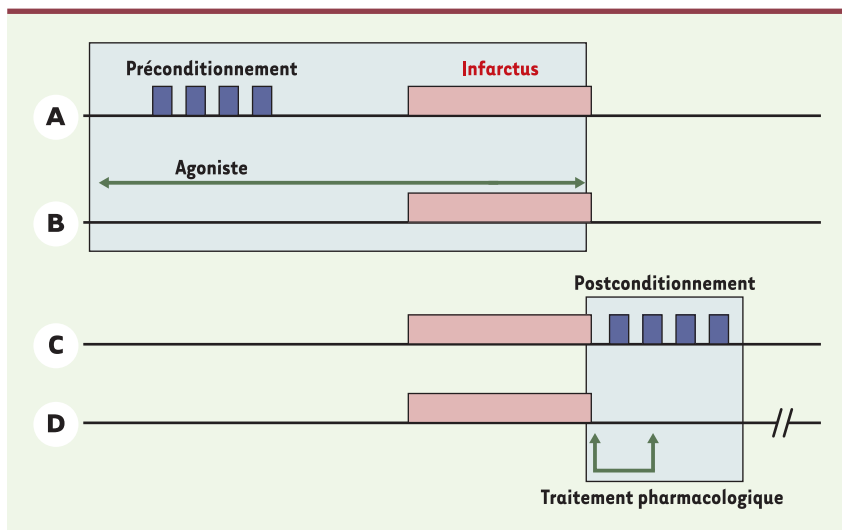 Préconditionnement
Infarctus
A
Agoniste
B
Postconditionnement
C
D
Traitement pharmacologique